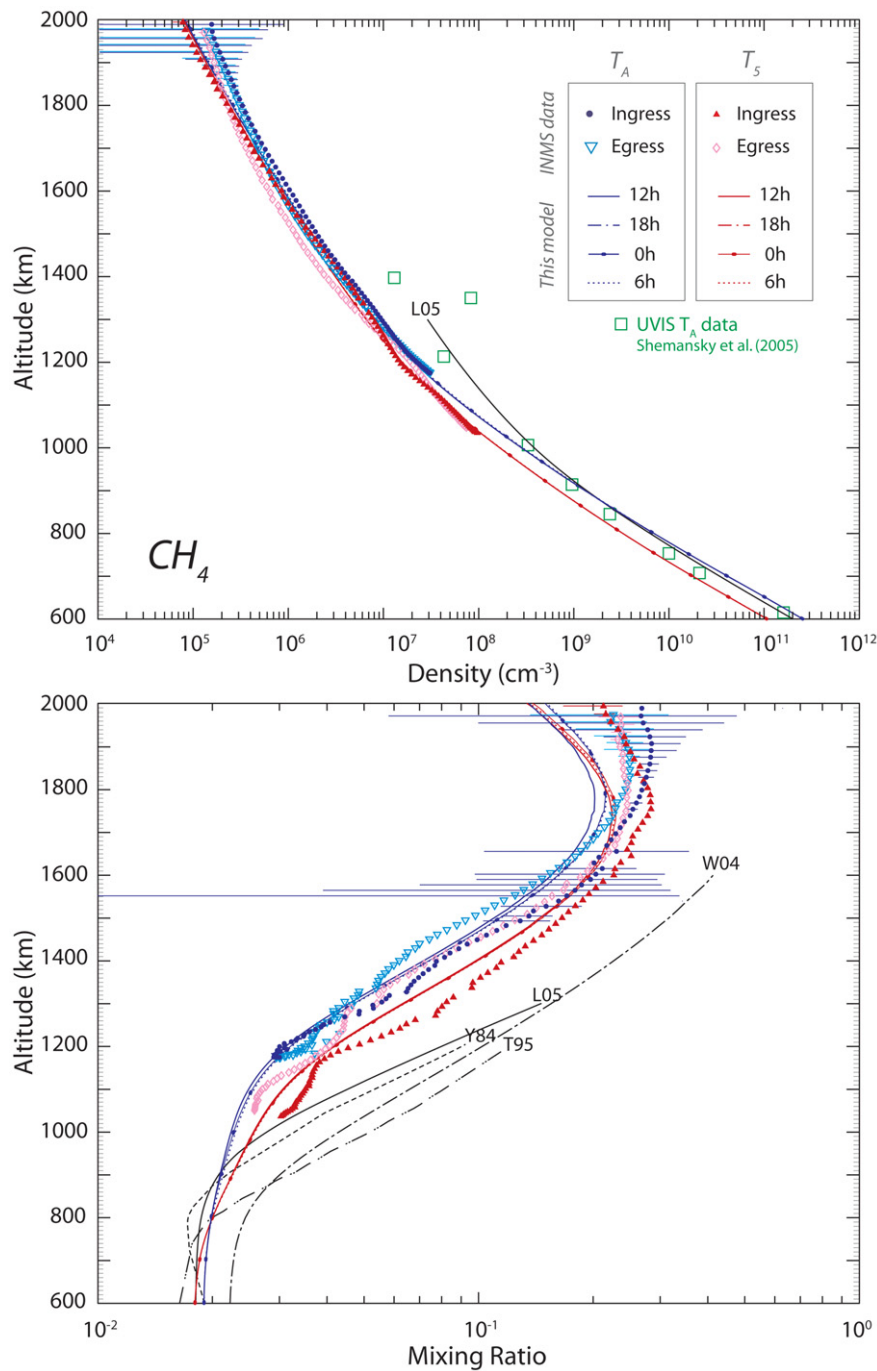 2000
1800
1600
1400
1200
1000
800
600
Altitude (km)
T_A T_5
INMS data
Ingress Ingress
Egress Egress
This model
12h 12h
18h 18h
0h 0h
6h 6h
UVIS T_A data
Shemansky et al. (2005)
L05
CH_4
10^4 10^5 10^6 10^7 10^8 10^9 10^10 10^11 10^12
Density (cm^-3)
2000
1800
1600
1400
1200
1000
800
600
Altitude (km)
W04
L05
Y84
T95
10^-2 10^-1 10^0
Mixing Ratio